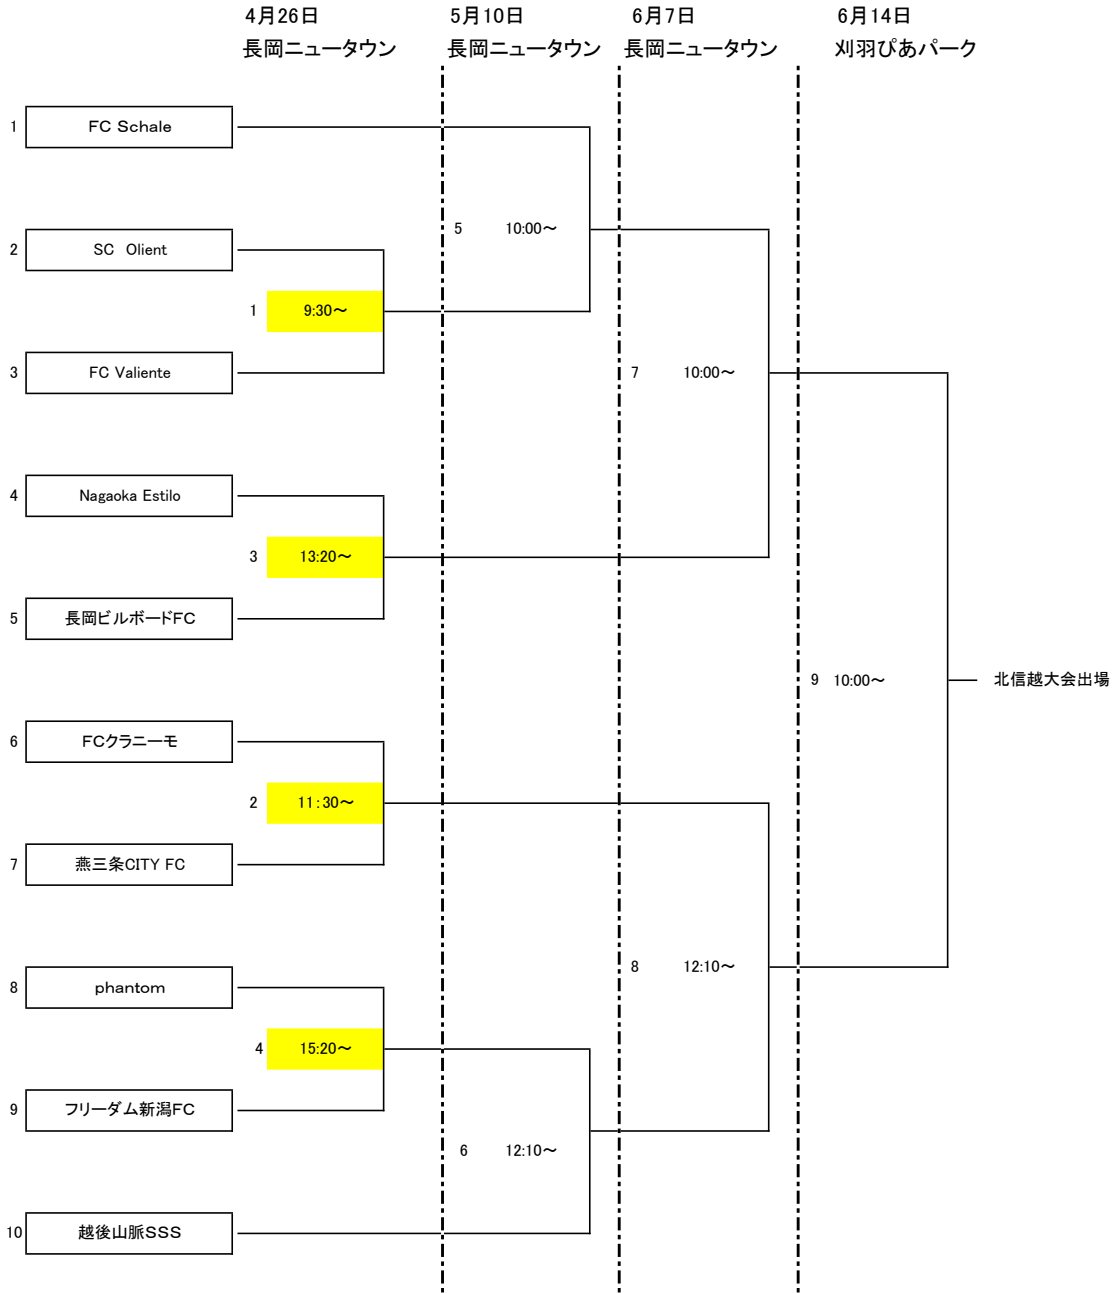 4月26日
5月10日
6月7日
6月14日
長岡ニュータウン
長岡ニュータウン
長岡ニュータウン
刈羽ぴあパーク
1 FC Schale
5 10:00～
2 SC Olient
1 9:30～
3 FC Valiente
7 10:00～
4 Nagaoka Estilo
3 13:20～
5 長岡ビルボードFC
9 10:00～
北信越大会出場
6 FCクラニーモ
2 11:30～
7 燕三条CITY FC
8 12:10～
8 phantom
4 15:20～
9 フリーダム新潟FC
6 12:10～
10 越後山脈SSS